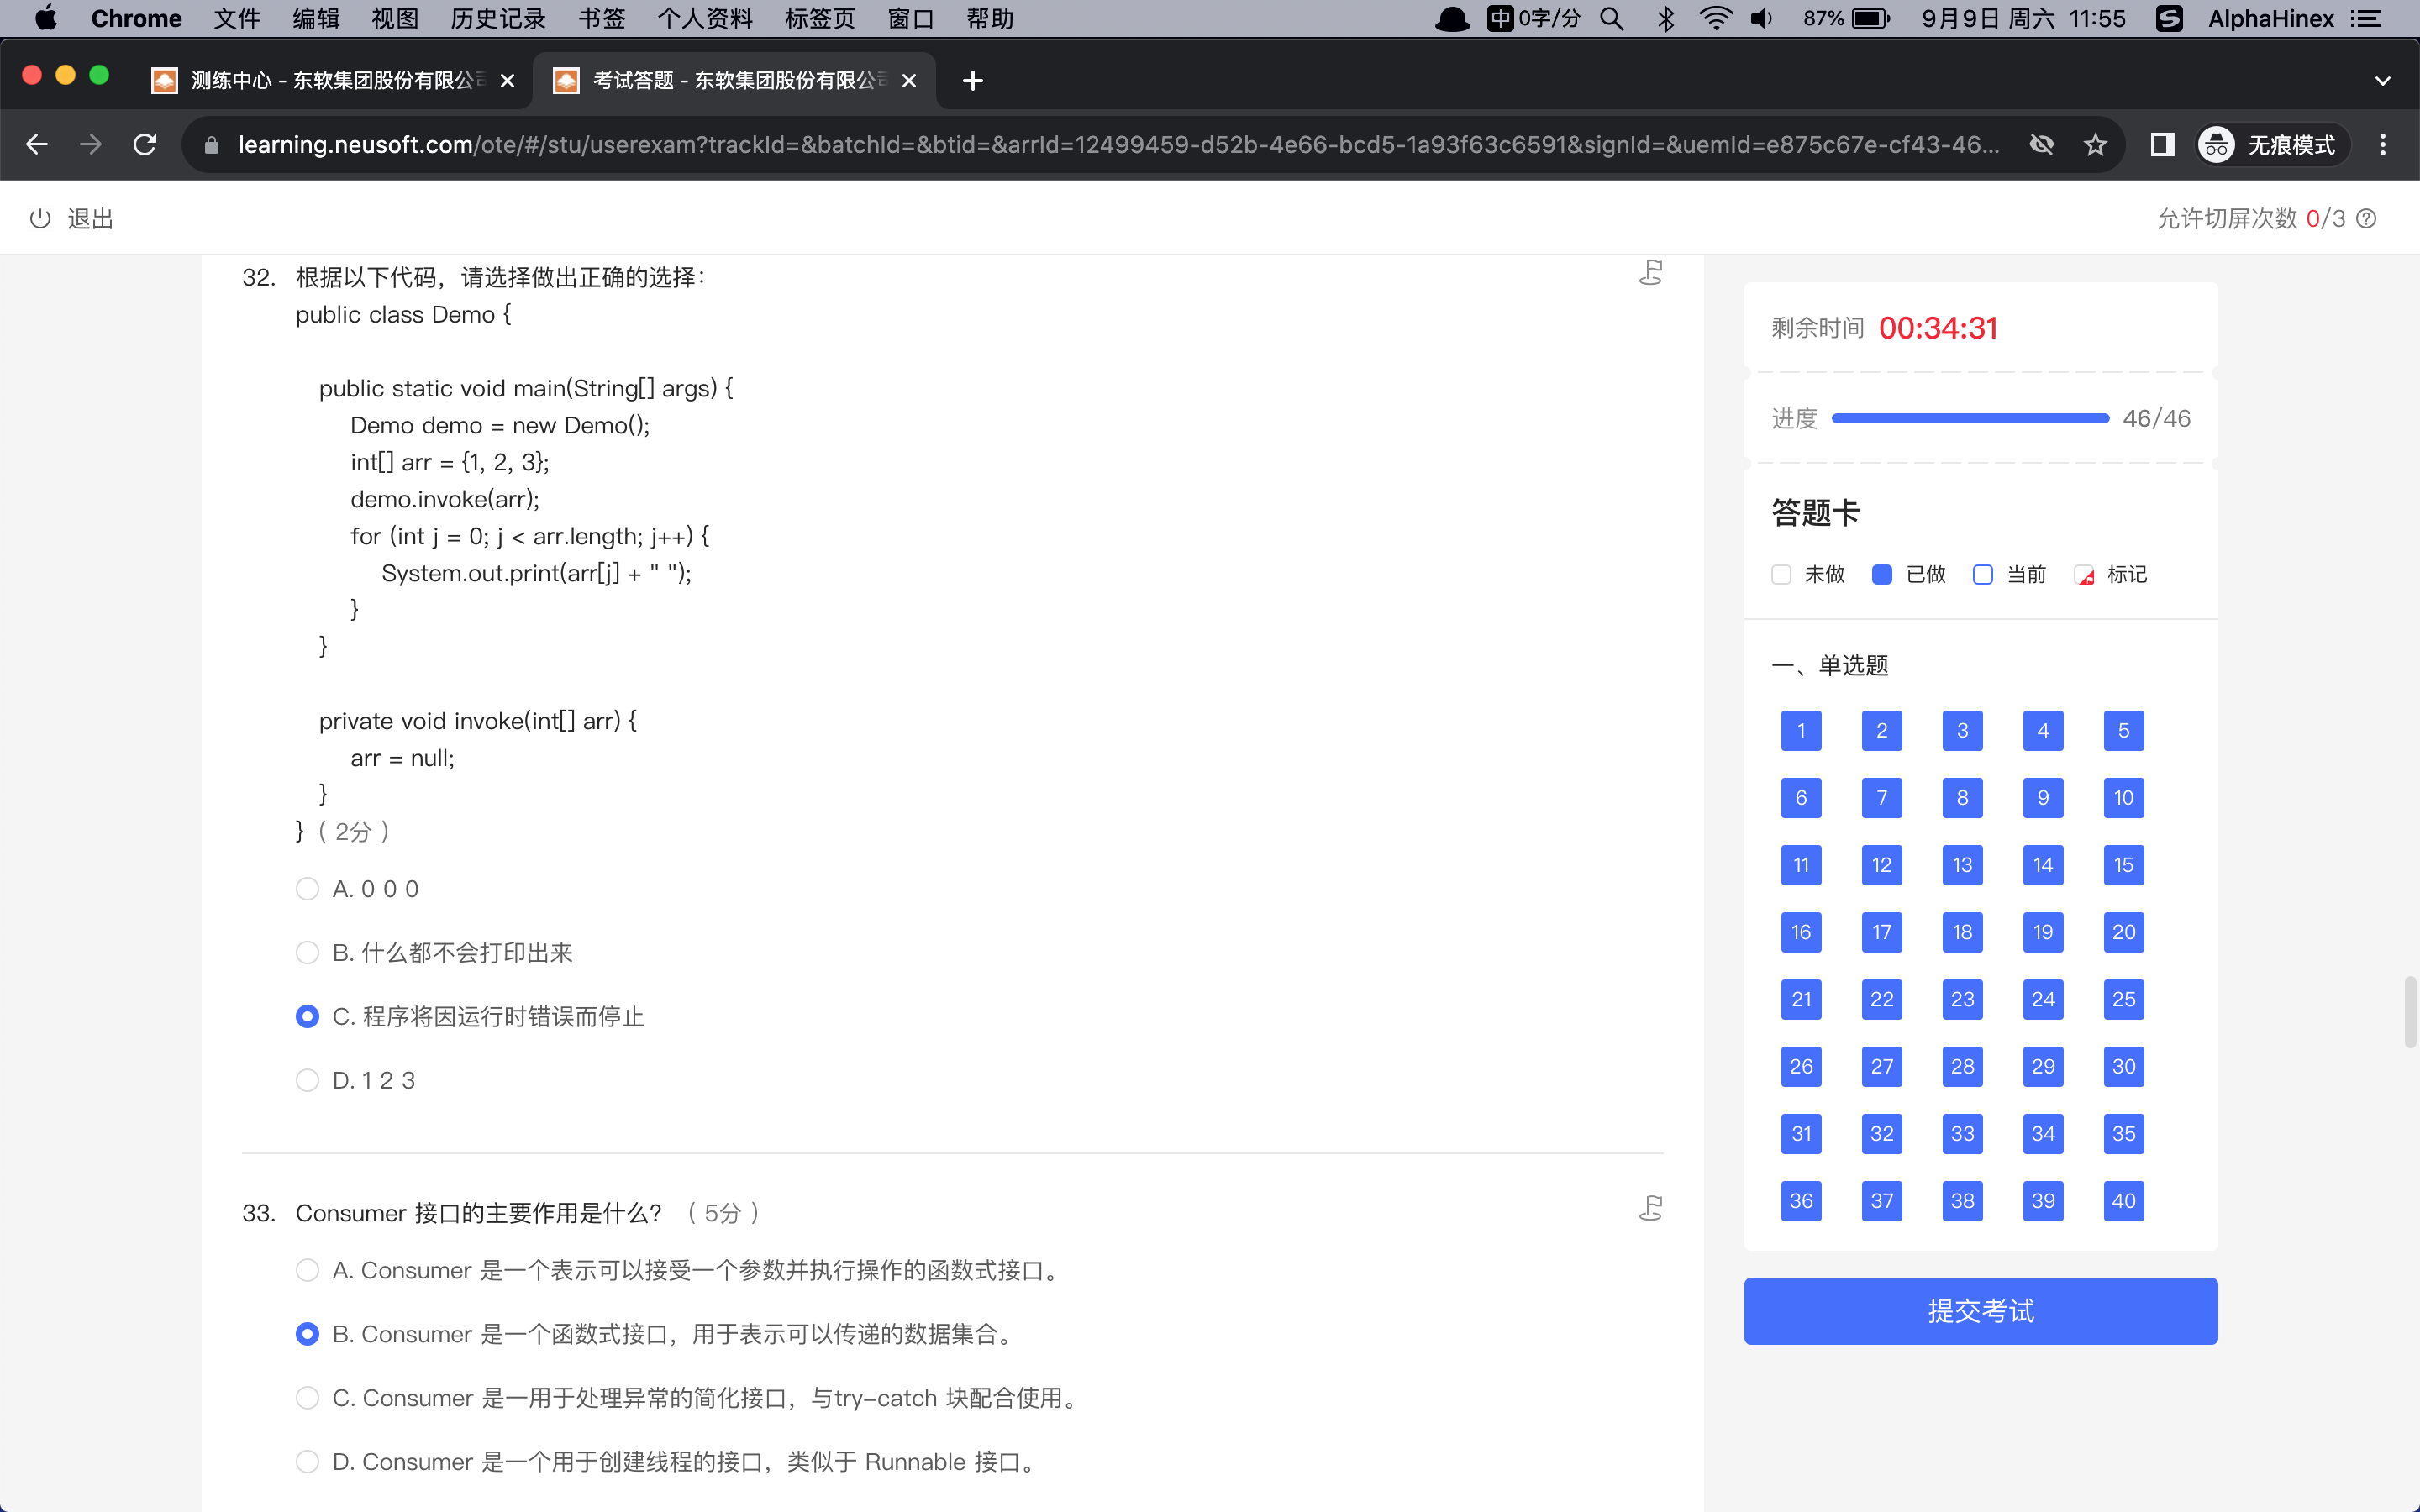 Chrome 文件 编辑 视图 历史记录 书签 个人资料 标签页 窗口 帮助 中 0字/分 87% 9月9日 周六 11:55 AlphaHinex
测练中心 - 东软集团股份有限公司 考试答题 - 东软集团股份有限公司
learning.neusoft.com/ote/#/stu/userexam?trackId=&batchId=&btid=&arrId=12499459-d52b-4e66-bcd5-1a93f63c6591&signId=&uemId=e875c67e-cf43-46... 无痕模式
退出 允许切屏次数 0/3
32. 根据以下代码，请选择做出正确的选择：
public class Demo {
public static void main(String[] args) {
Demo demo = new Demo();
int[] arr = {1, 2, 3};
demo.invoke(arr);
for (int j = 0; j < arr.length; j++) {
System.out.print(arr[j] + " ");
}
}
private void invoke(int[] arr) {
arr = null;
}
} （ 2分 ）
A. 0 0 0
B. 什么都不会打印出来
C. 程序将因运行时错误而停止
D. 1 2 3
33. Consumer 接口的主要作用是什么? （ 5分 ）
A. Consumer 是一个表示可以接受一个参数并执行操作的函数式接口。
B. Consumer 是一个函数式接口，用于表示可以传递的数据集合。
C. Consumer 是一用于处理异常的简化接口，与try-catch 块配合使用。
D. Consumer 是一个用于创建线程的接口，类似于 Runnable 接口。
剩余时间 00:34:31
进度 46/46
答题卡
未做 已做 当前 标记
一、单选题
1 2 3 4 5
6 7 8 9 10
11 12 13 14 15
16 17 18 19 20
21 22 23 24 25
26 27 28 29 30
31 32 33 34 35
36 37 38 39 40
提交考试